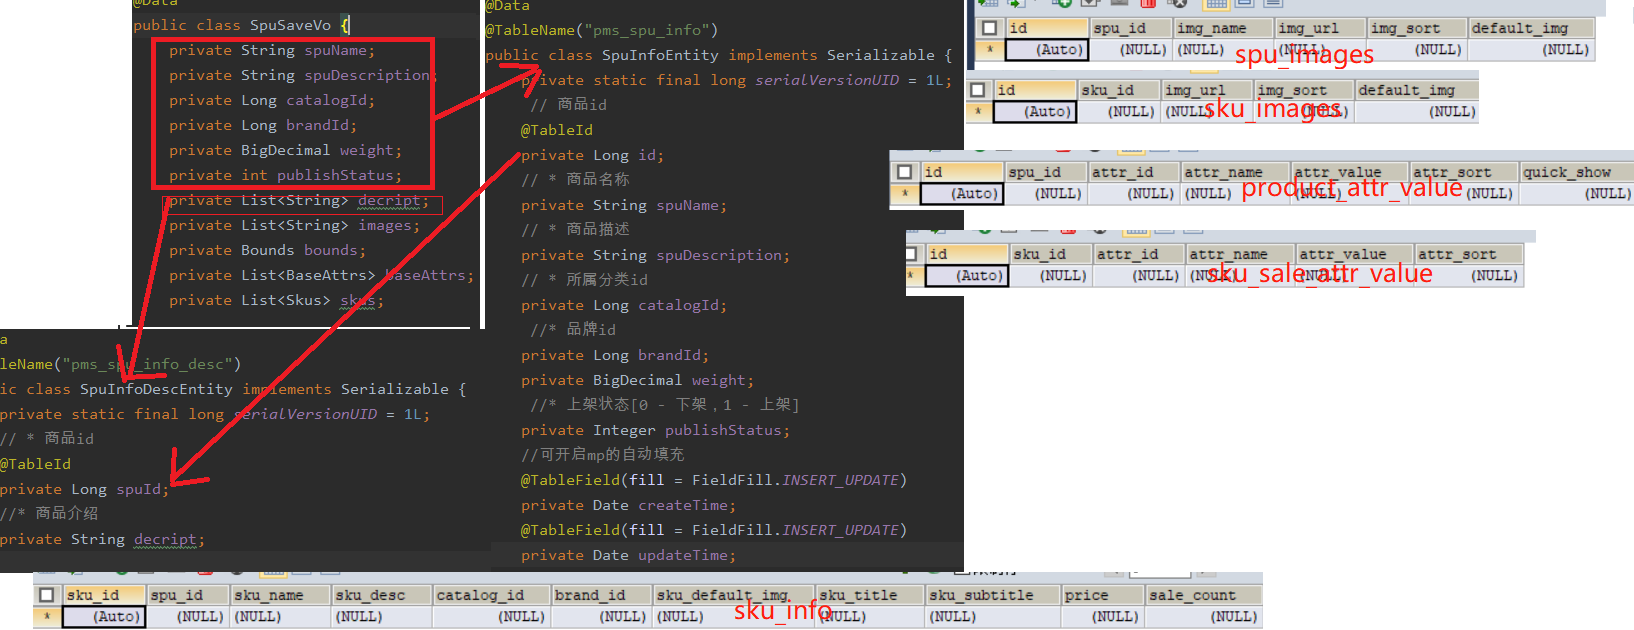 @Data
public class SpuSaveVo {
private String spuName;
private String spuDescription;
private Long catalogId;
private Long brandId;
private BigDecimal weight;
private int publishStatus;
private List<String> decript;
private List<String> images;
private Bounds bounds;
private List<BaseAttrs> baseAttrs;
private List<Skus> skus;
@Data
@TableName("pms_spu_info")
public class SpuInfoEntity implements Serializable {
private static final long serialVersionUID = 1L;
// 商品id
@TableId
private Long id;
// * 商品名称
private String spuName;
// * 商品描述
private String spuDescription;
// * 所属分类id
private Long catalogId;
//* 品牌id
private Long brandId;
private BigDecimal weight;
//* 上架状态[0 - 下架，1 - 上架]
private Integer publishStatus;
//可开启mp的自动填充
@TableField(fill = FieldFill.INSERT_UPDATE)
private Date createTime;
@TableField(fill = FieldFill.INSERT_UPDATE)
private Date updateTime;
a
leName("pms_spu_info_desc")
ic class SpuInfoDescEntity implements Serializable {
private static final long serialVersionUID = 1L;
// * 商品id
@TableId
private Long spuId;
//* 商品介绍
private String decript;
id spu_id img_name img_url img_sort default_img
* (Auto) (NULL) (NULL) (NULL) (NULL) (NULL)
spu_images
id sku_id img_url img_sort default_img
* (Auto) (NULL) (NULL) (NULL) (NULL)
sku_images
id spu_id attr_id attr_name attr_value attr_sort quick_show
* (Auto) (NULL) (NULL) (NULL) (NULL) (NULL) (NULL)
product_attr_value
id sku_id attr_id attr_name attr_value attr_sort
* (Auto) (NULL) (NULL) (NULL) (NULL) (NULL)
sku_sale_attr_value
sku_id spu_id sku_name sku_desc catalog_id brand_id sku_default_img sku_title sku_subtitle price sale_count
* (Auto) (NULL) (NULL) (NULL) (NULL) (NULL) (NULL) (NULL) (NULL) (NULL) (NULL)
sku_info